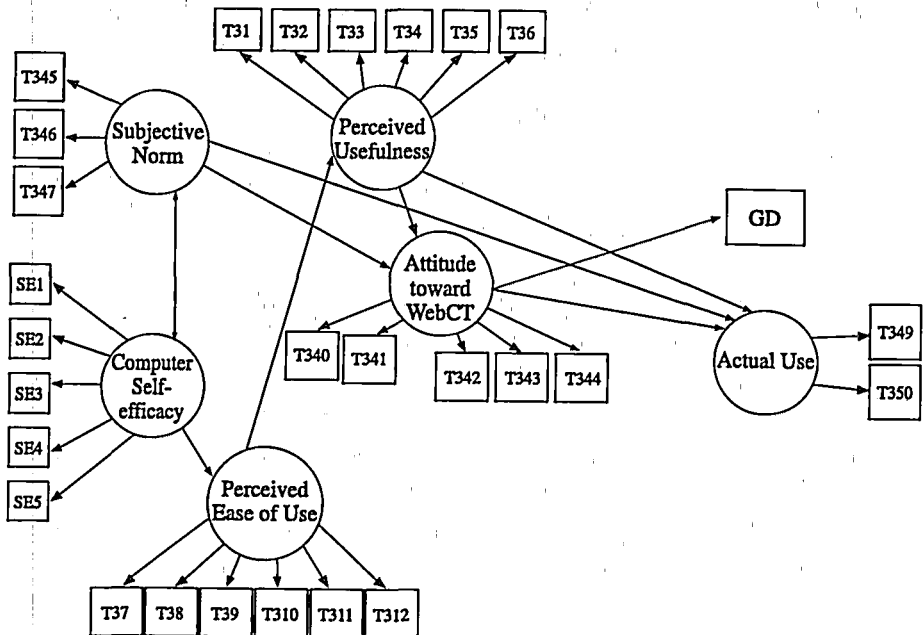 T31 T32 T33 T34 T35 T36
T345
T346
T347
Subjective
Norm
Perceived
Usefulness
GD
Attitude
toward
WebCT
SE1
SE2
SE3
SE4
SE5
Computer
Self-
efficacy
T340 T341
T342 T343 T344
Actual Use
T349
T350
Perceived
Ease of Use
T37 T38 T39 T310 T311 T312